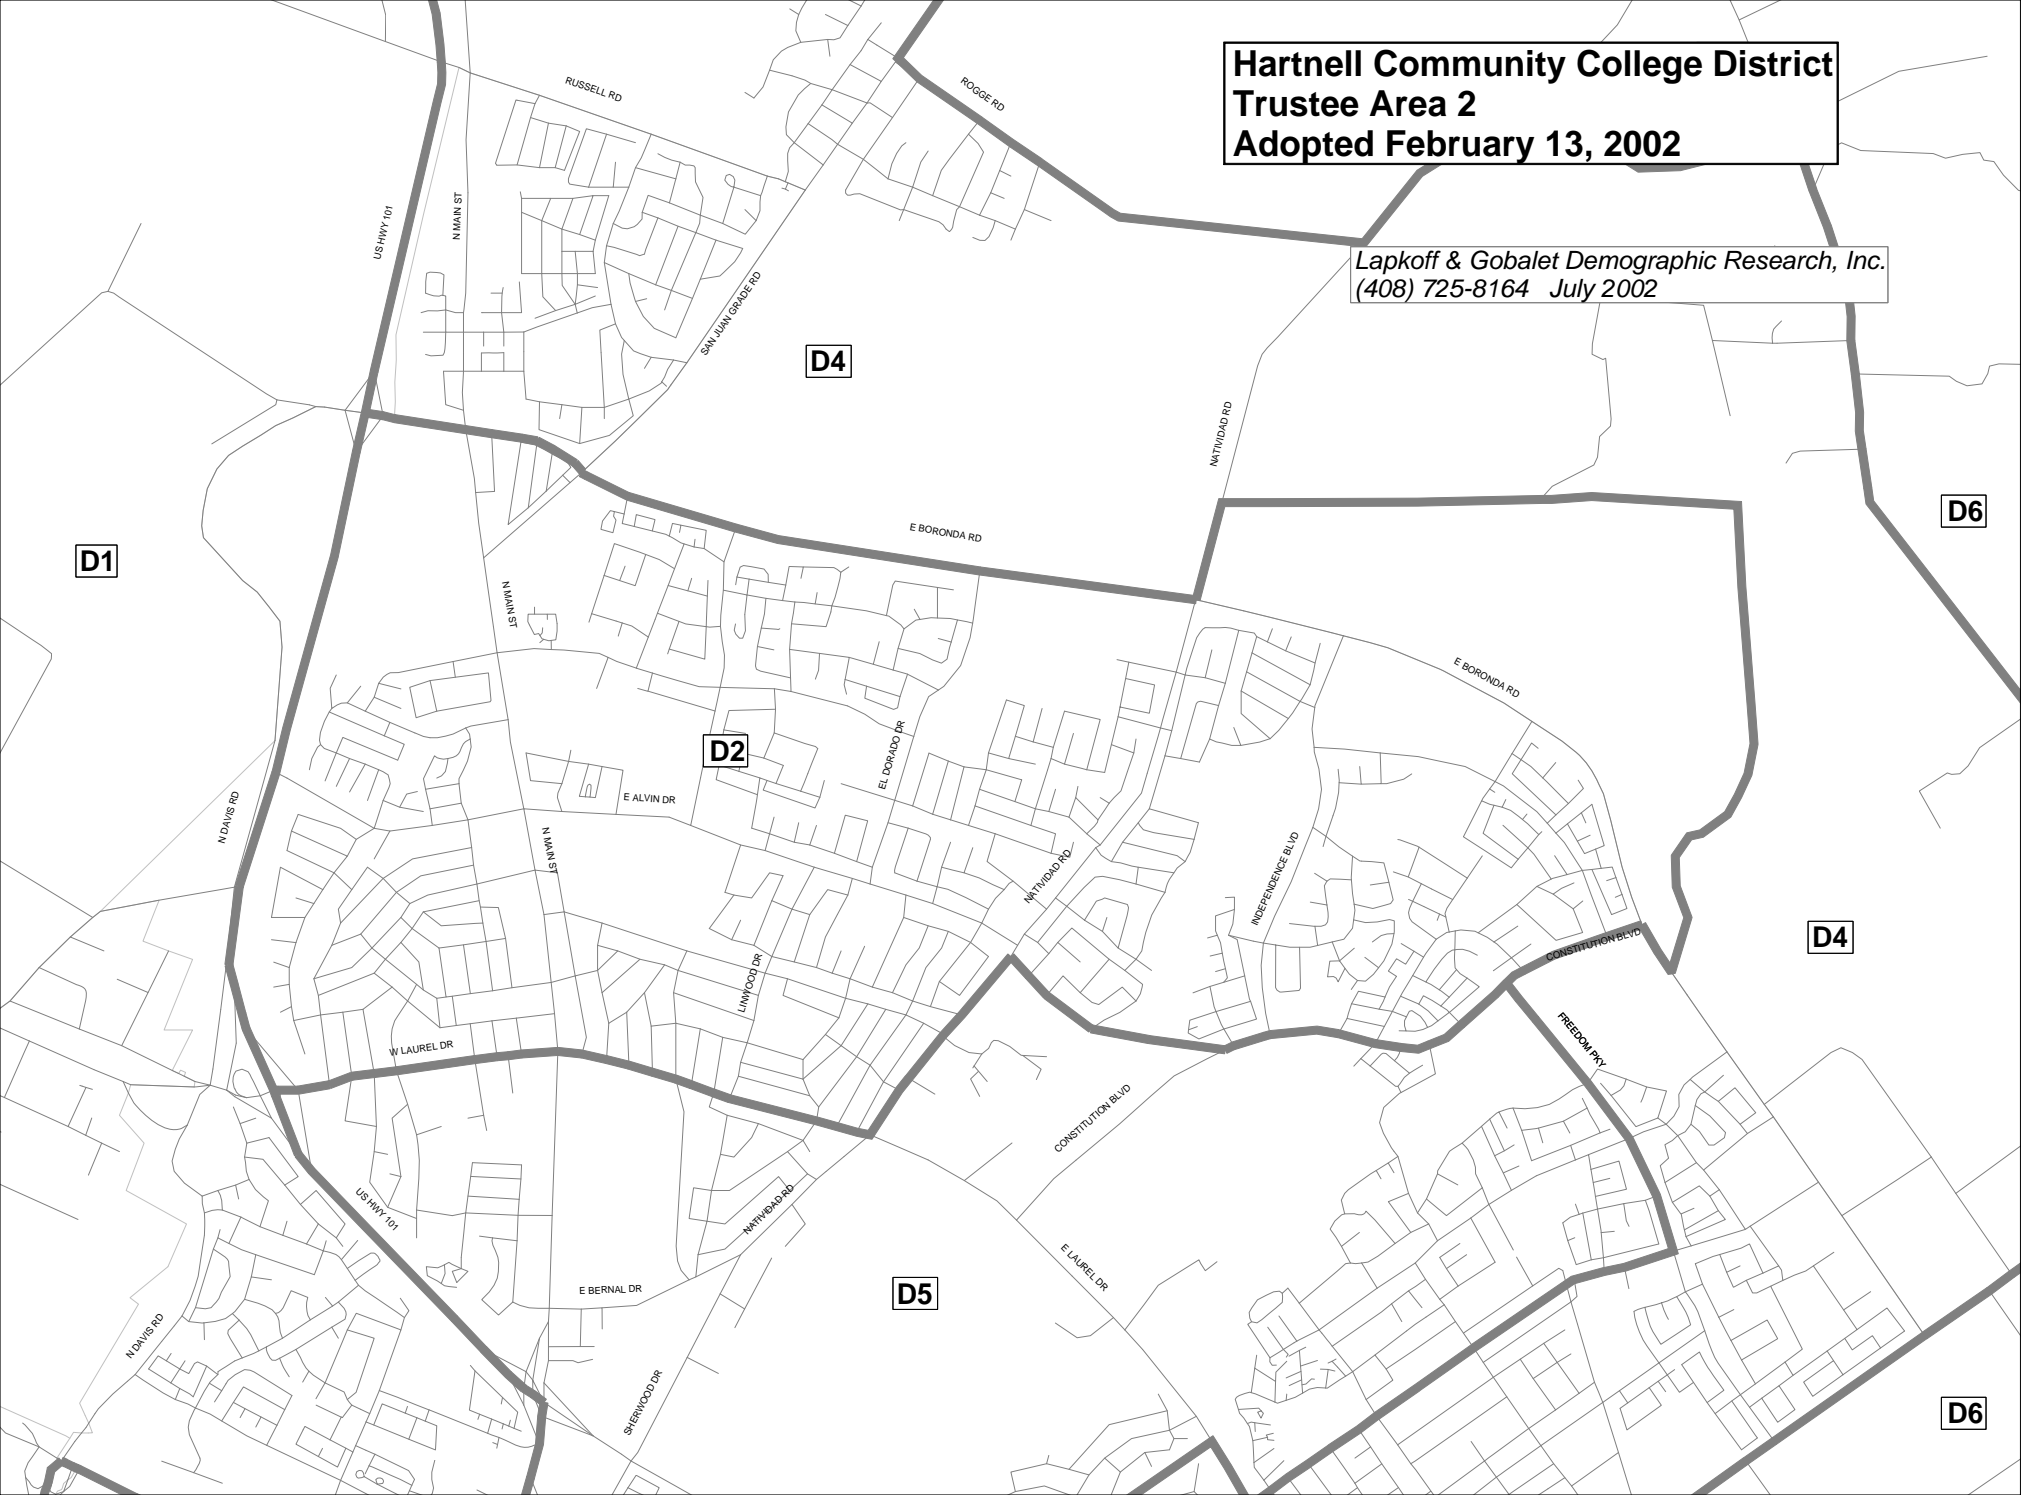 Hartnell Community College District
Trustee Area 2
Adopted February 13, 2002
RUSSELL RD
ROGGE RD
US HWY 101
N MAIN ST
Lapkoff & Gobalet Demographic Research, Inc.
(408) 725-8164 July 2002
SAN JUAN GRADE RD
D4
NATIVIDAD RD
D6
E BORONDA RD
D1
N MAIN ST
E BORONDA RD
D2
EL DORADO DR
E ALVIN DR
N DAVIS RD
N MAIN ST
NATIVIDAD RD
INDEPENDENCE BLVD
D4
CONSTITUTION BLVD
LINWOOD DR
FREEDOM PKY
W LAUREL DR
CONSTITUTION BLVD
US HWY 101
NATIVIDAD RD
E LAUREL DR
E BERNAL DR
D5
N DAVIS RD
SHERWOOD DR
D6